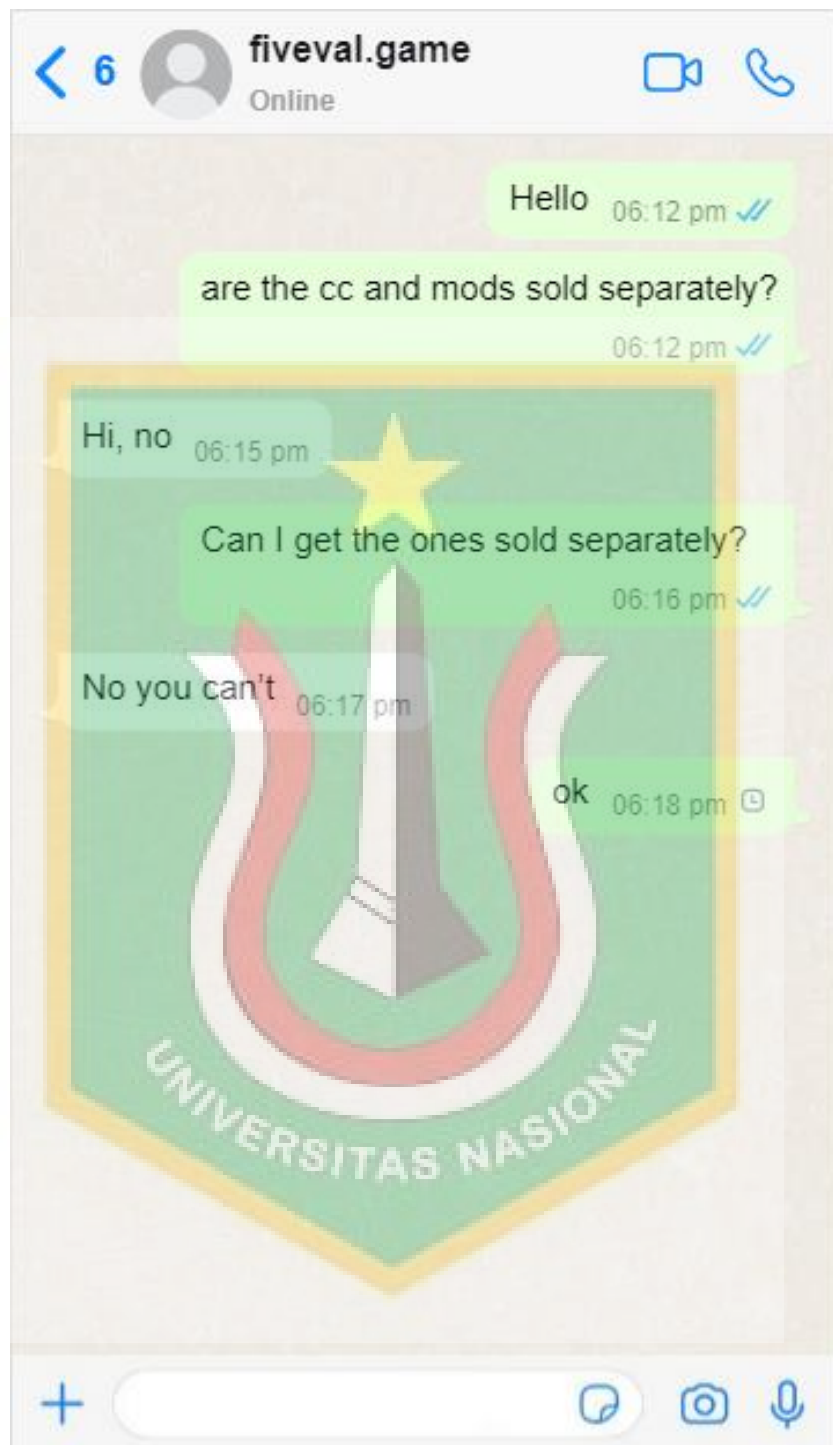 6
fiveval.game
Online
Hello 06:12 pm
are the cc and mods sold separately?
06:12 pm
Hi, no 06:15 pm
Can I get the ones sold separately?
06:16 pm
No you can't 06:17 pm
ok 06:18 pm
UNIVERSITAS NASIONAL